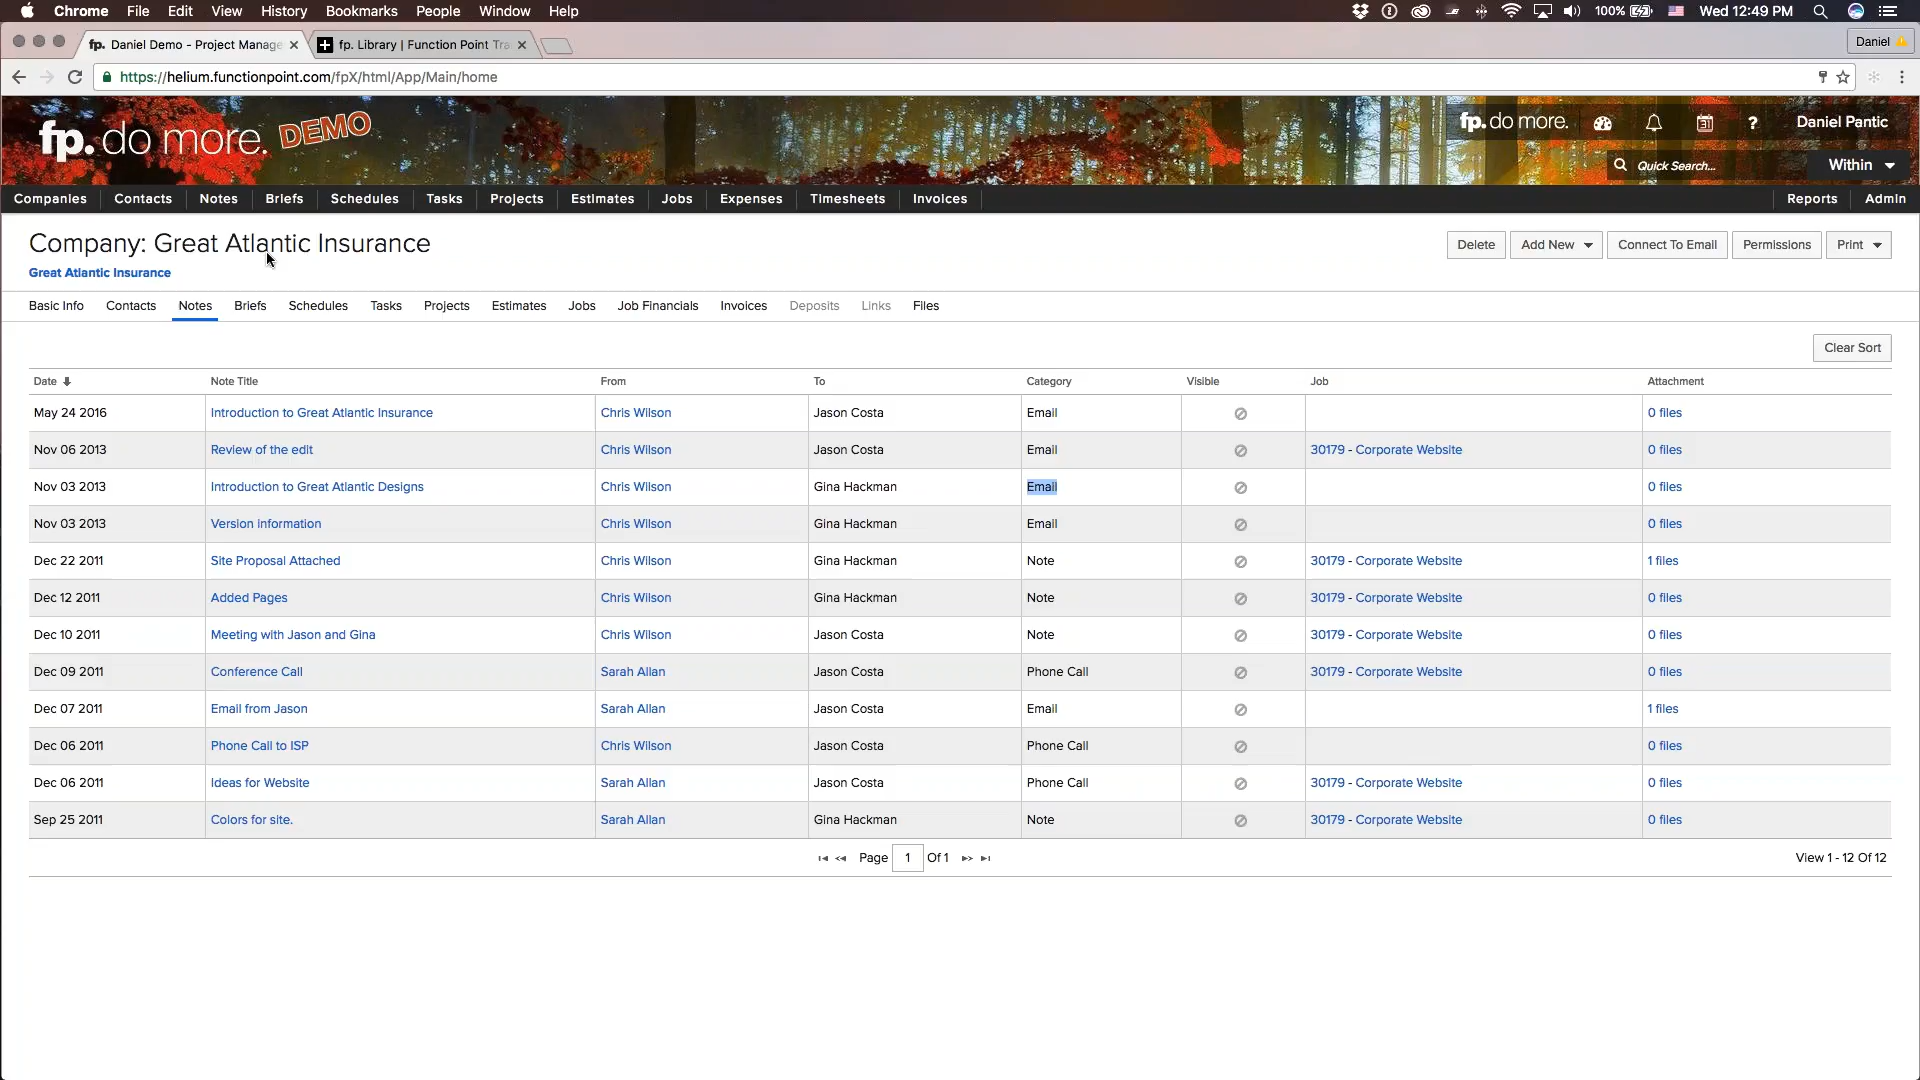 Chrome File Edit View History Bookmarks People Window Help 100% Wed 12:49 PM
fp. Daniel Demo - Project Manage fp. Library | Function Point Tra Daniel
https://helium.functionpoint.com/fpX/html/App/Main/home
fp. do more. DEMO
fp. do more. 31 ? Daniel Pantic
Quick Search... Within
Companies Contacts Notes Briefs Schedules Tasks Projects Estimates Jobs Expenses Timesheets Invoices Reports Admin
Company: Great Atlantic Insurance Delete Add New Connect To Email Permissions Print
Great Atlantic Insurance
Basic Info Contacts Notes Briefs Schedules Tasks Projects Estimates Jobs Job Financials Invoices Deposits Links Files
Clear Sort
Date Note Title From To Category Visible Job Attachment
May 24 2016 Introduction to Great Atlantic Insurance Chris Wilson Jason Costa Email 0 files
Nov 06 2013 Review of the edit Chris Wilson Jason Costa Email 30179 - Corporate Website 0 files
Nov 03 2013 Introduction to Great Atlantic Designs Chris Wilson Gina Hackman Email 0 files
Nov 03 2013 Version information Chris Wilson Gina Hackman Email 0 files
Dec 22 2011 Site Proposal Attached Chris Wilson Gina Hackman Note 30179 - Corporate Website 1 files
Dec 12 2011 Added Pages Chris Wilson Gina Hackman Note 30179 - Corporate Website 0 files
Dec 10 2011 Meeting with Jason and Gina Chris Wilson Jason Costa Note 30179 - Corporate Website 0 files
Dec 09 2011 Conference Call Sarah Allan Jason Costa Phone Call 30179 - Corporate Website 0 files
Dec 07 2011 Email from Jason Sarah Allan Jason Costa Email 1 files
Dec 06 2011 Phone Call to ISP Chris Wilson Jason Costa Phone Call 0 files
Dec 06 2011 Ideas for Website Sarah Allan Jason Costa Phone Call 30179 - Corporate Website 0 files
Sep 25 2011 Colors for site. Sarah Allan Gina Hackman Note 30179 - Corporate Website 0 files
Page 1 Of 1 View 1 - 12 Of 12